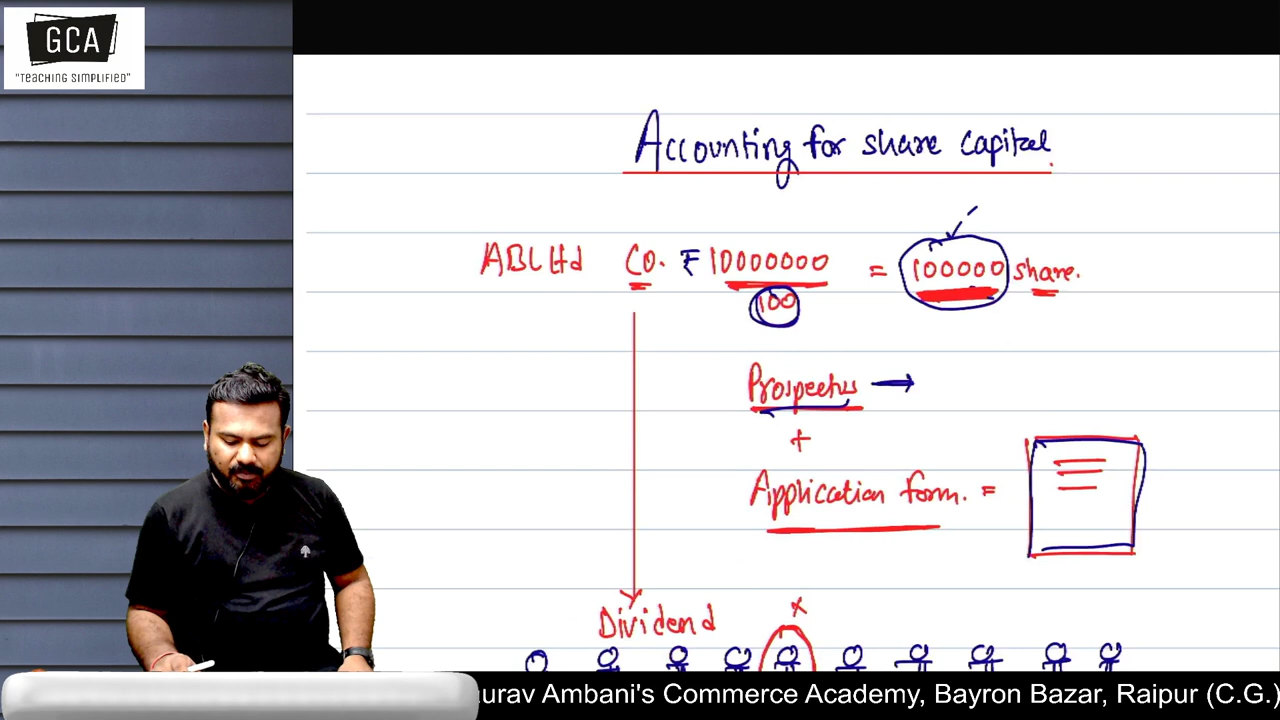 GCA
"TEACHING SIMPLIFIED"
Accounting for share capital
ABC Ltd Co. ₹ 10000000 = 100000 share.
100
Prospectus →
+
Application form. =
Dividend
x
urav Ambani's Commerce Academy, Bayron Bazar, Raipur (C.G.)